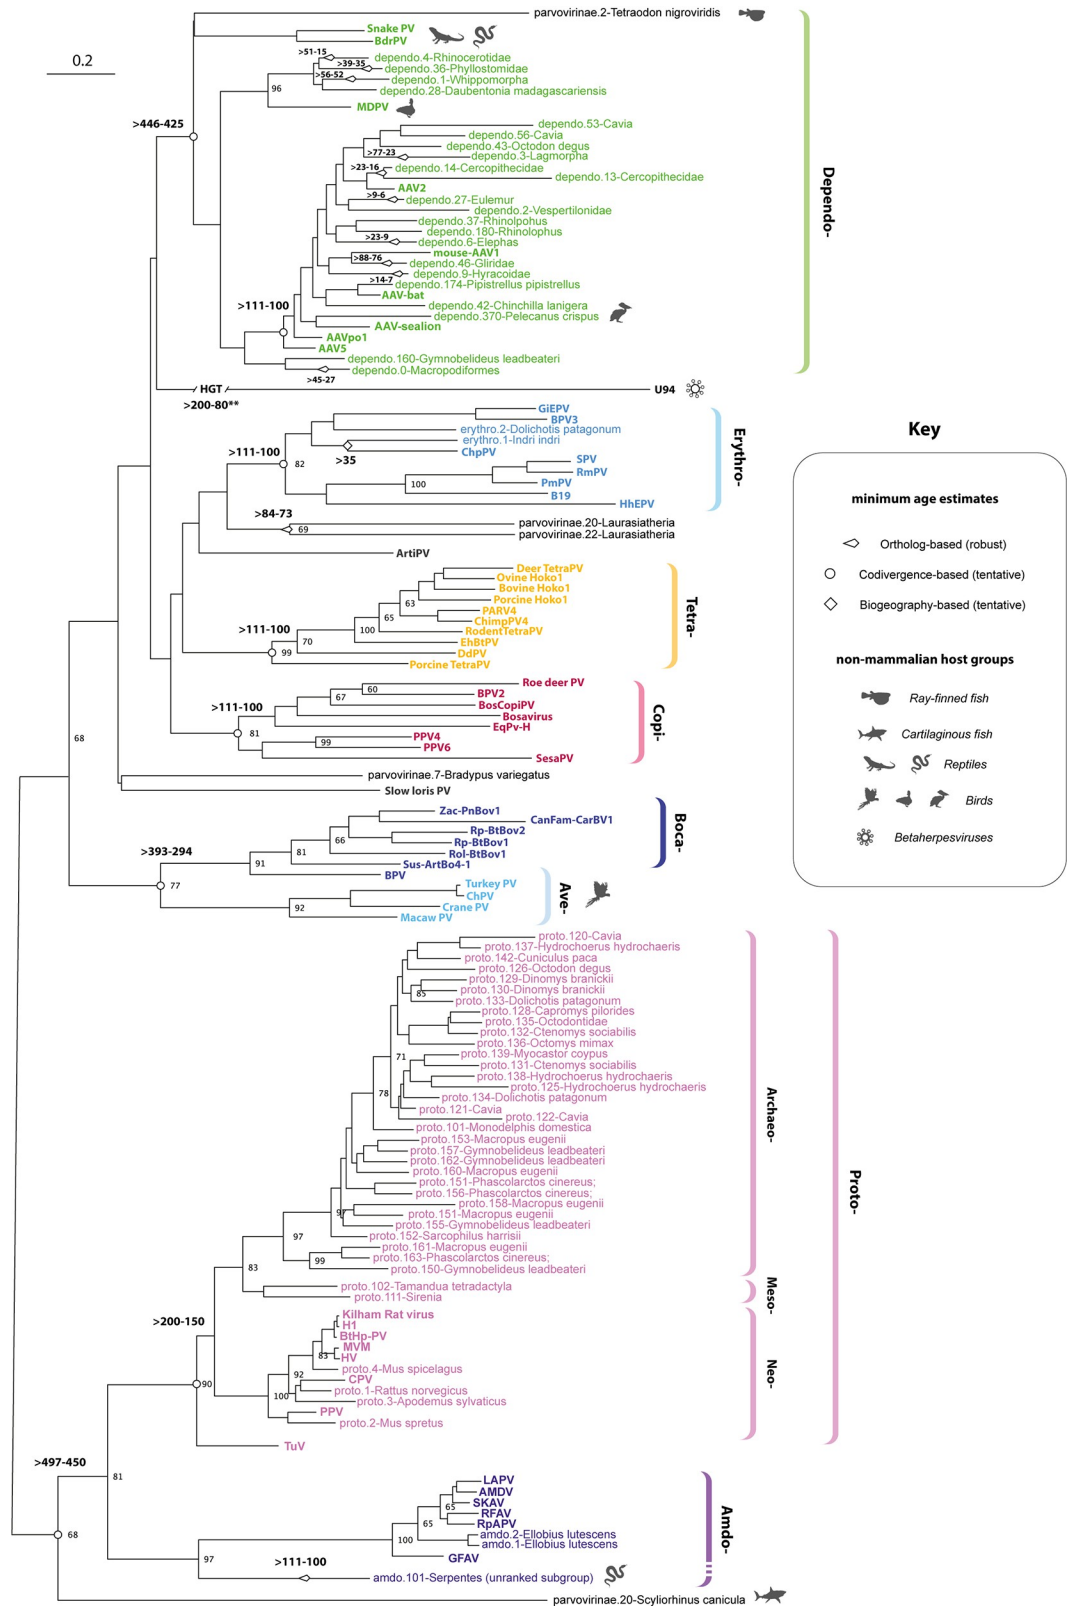 parvovirinae.2-Tetraodon nigroviridis
Snake PV
BdrPV
0.2
>51-15
dependo.4-Rhinocerotidae
>39-35
dependo.36-Phyllostomidae
>56-52
dependo.1-Whippomorpha
96
dependo.28-Daubentonia madagascariensis
MDPV
>446-425
dependo.53-Cavia
dependo.56-Cavia
dependo.43-Octodon degus
>77-23
dependo.3-Lagmorpha
>23-16
dependo.14-Cercopithecidae
dependo.13-Cercopithecidae
AAV2
>9-6
dependo.27-Eulemur
dependo.2-Vespertilonidae
dependo.37-Rhinolpohus
dependo.180-Rhinolophus
>23-9
dependo.6-Elephas
mouse-AAV1
>88-76
dependo.46-Gliridae
dependo.9-Hyracoidae
>14-7
dependo.174-Pipistrellus pipistrellus
AAV-bat
>111-100
dependo.42-Chinchilla lanigera
dependo.370-Pelecanus crispus
AAV-sealion
AAVpo1
AAV5
dependo.160-Gymnobelideus leadbeateri
dependo.0-Macropodiformes
>45-27
Dependo-
HGT
U94
>200-80**
GiEPV
BPV3
erythro.2-Dolichotis patagonum
erythro.1-Indri indri
>111-100
82
ChpPV
>35
SPV
RmPV
100
PmPV
B19
HhEPV
Erythro-
>84-73
69
parvovirinae.20-Laurasiatheria
parvovirinae.22-Laurasiatheria
ArtiPV
Deer TetraPV
Ovine Hoko1
Bovine Hoko1
63
Porcine Hoko1
PARV4
65
ChimpPV4
>111-100
100
RodentTetraPV
70
EhBtPV
99
DdPV
Porcine TetraPV
Tetra-
Roe deer PV
60
BPV2
67
BosCopiPV
>111-100
Bosavirus
EqPv-H
81
PPV4
99
PPV6
SesaPV
Copi-
68
parvovirinae.7-Bradypus variegatus
Slow loris PV
Zac-PnBov1
CanFam-CarBV1
Rp-BtBov2
66
Rp-BtBov1
>393-294
81
Rol-BtBov1
91
Sus-ArtBo4-1
BPV
Boca-
77
Turkey PV
ChPV
92
Crane PV
Macaw PV
Ave-
proto.120-Cavia
proto.137-Hydrochoerus hydrochaeris
proto.142-Cuniculus paca
proto.126-Octodon degus
proto.129-Dinomys branickii
85
proto.130-Dinomys branickii
proto.133-Dolichotis patagonum
proto.128-Capromys pilorides
proto.135-Octodontidae
proto.132-Ctenomys sociabilis
proto.136-Octomys mimax
71
proto.139-Myocastor coypus
proto.131-Ctenomys sociabilis
proto.138-Hydrochoerus hydrochaeris
proto.125-Hydrochoerus hydrochaeris
78
proto.134-Dolichotis patagonum
proto.121-Cavia
proto.122-Cavia
proto.101-Monodelphis domestica
proto.153-Macropus eugenii
proto.157-Gymnobelideus leadbeateri
proto.162-Gymnobelideus leadbeateri
proto.160-Macropus eugenii
proto.151-Phascolarctos cinereus;
proto.156-Phascolarctos cinereus;
proto.158-Macropus eugenii
97
proto.151-Macropus eugenii
proto.155-Gymnobelideus leadbeateri
97
proto.152-Sarcophilus harrisii
proto.161-Macropus eugenii
99
proto.163-Phascolarctos cinereus;
83
proto.150-Gymnobelideus leadbeateri
Archaeo-
proto.102-Tamandua tetradactyla
proto.111-Sirenia
Meso-
>200-150
Kilham Rat virus
H1
BtHp-PV
MVM
83
HV
proto.4-Mus spicelagus
92
CPV
90
proto.1-Rattus norvegicus
100
proto.3-Apodemus sylvaticus
PPV
proto.2-Mus spretus
Neo-
TuV
Proto-
>497-450
81
LAPV
AMDV
SKAV
65
RFAV
65
RpAPV
68
amdo.2-Ellobius lutescens
100
amdo.1-Ellobius lutescens
97
GFAV
>111-100
amdo.101-Serpentes (unranked subgroup)
Amdo-
parvovirinae.20-Scyliorhinus canicula
Key
minimum age estimates
Ortholog-based (robust)
Codivergence-based (tentative)
Biogeography-based (tentative)
non-mammalian host groups
Ray-finned fish
Cartilaginous fish
Reptiles
Birds
Betaherpesviruses